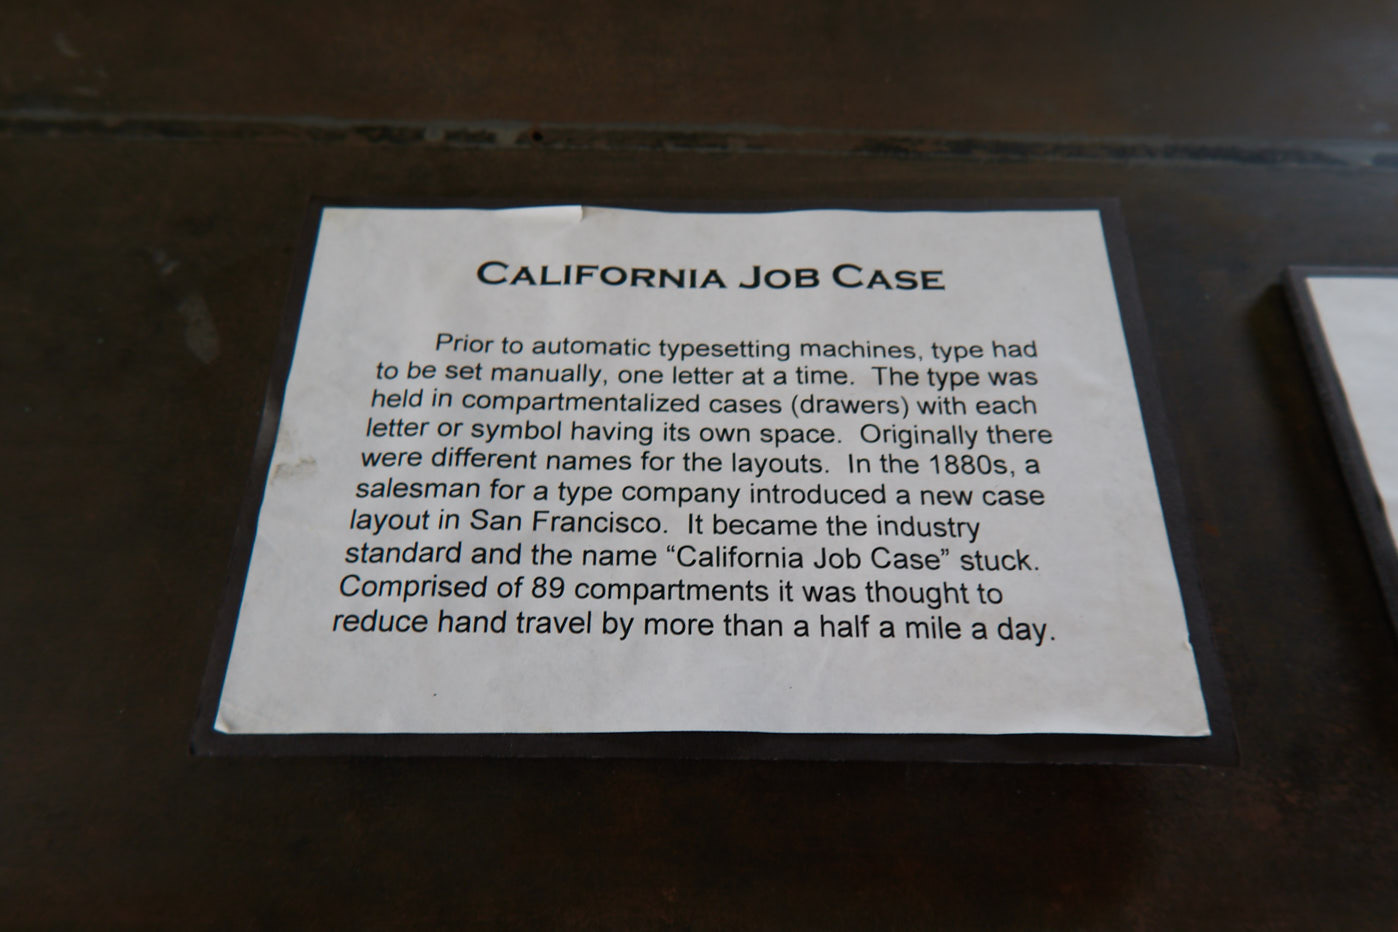 CALIFORNIA JOB CASE
Prior to automatic typesetting machines, type had
to be set manually, one letter at a time.  The type was
held in compartmentalized cases (drawers) with each
letter or symbol having its own space.  Originally there
were different names for the layouts.  In the 1880s, a
salesman for a type company introduced a new case
layout in San Francisco.  It became the industry
standard and the name “California Job Case” stuck.
Comprised of 89 compartments it was thought to
reduce hand travel by more than a half a mile a day.